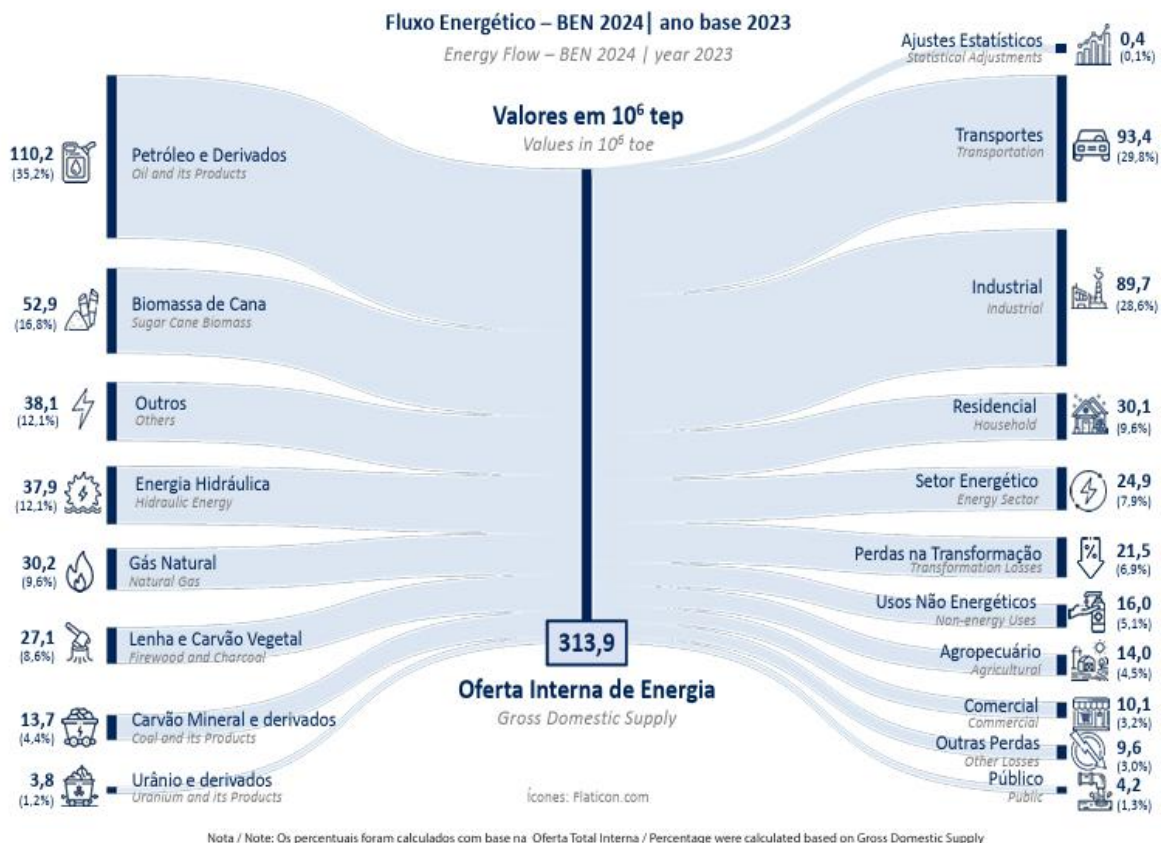 Fluxo Energético – BEN 2024| ano base 2023
Energy Flow – BEN 2024 | year 2023
Valores em 10⁶ tep
Values in 10⁶ toe
110,2
(35,2%)
Petróleo e Derivados
Oil and its Products
52,9
(16,8%)
Biomassa de Cana
Sugar Cane Biomass
38,1
(12,1%)
Outros
Others
37,9
(12,1%)
Energia Hidráulica
Hidraulic Energy
30,2
(9,6%)
Gás Natural
Natural Gas
27,1
(8,6%)
Lenha e Carvão Vegetal
Firewood and Charcoal
13,7
(4,4%)
Carvão Mineral e derivados
Coal and its Products
3,8
(1,2%)
Urânio e derivados
Uranium and its Products
313,9
Oferta Interna de Energia
Gross Domestic Supply
Ícones: Flaticon.com
Ajustes Estatísticos
Statistical Adjustments
0,4
(0,1%)
Transportes
Transportation
93,4
(29,8%)
Industrial
Industrial
89,7
(28,6%)
Residencial
Household
30,1
(9,6%)
Setor Energético
Energy Sector
24,9
(7,9%)
Perdas na Transformação
Transformation Losses
%
21,5
(6,9%)
Usos Não Energéticos
Non-energy Uses
16,0
(5,1%)
Agropecuário
Agricultural
14,0
(4,5%)
Comercial
Commercial
10,1
(3,2%)
Outras Perdas
Other Losses
9,6
(3,0%)
Público
Public
4,2
(1,3%)
Nota / Note: Os percentuais foram calculados com base na Oferta Total Interna / Percentage were calculated based on Gross Domestic Supply